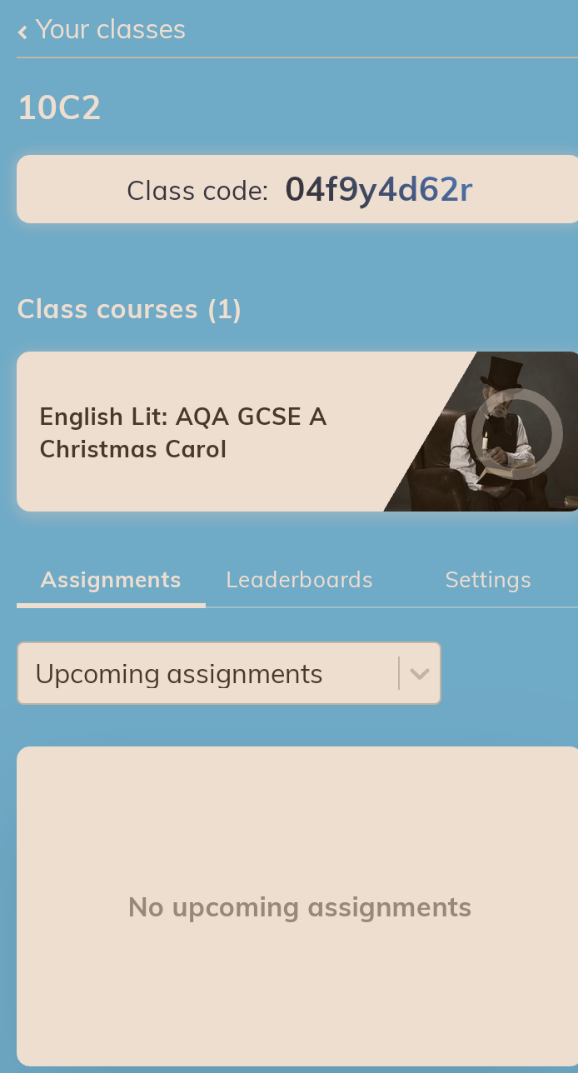 Your classes
10C2
Class code: 04f9y4d62r
Class courses (1)
English Lit: AQA GCSE A
Christmas Carol
Assignments Leaderboards Settings
Upcoming assignments
No upcoming assignments